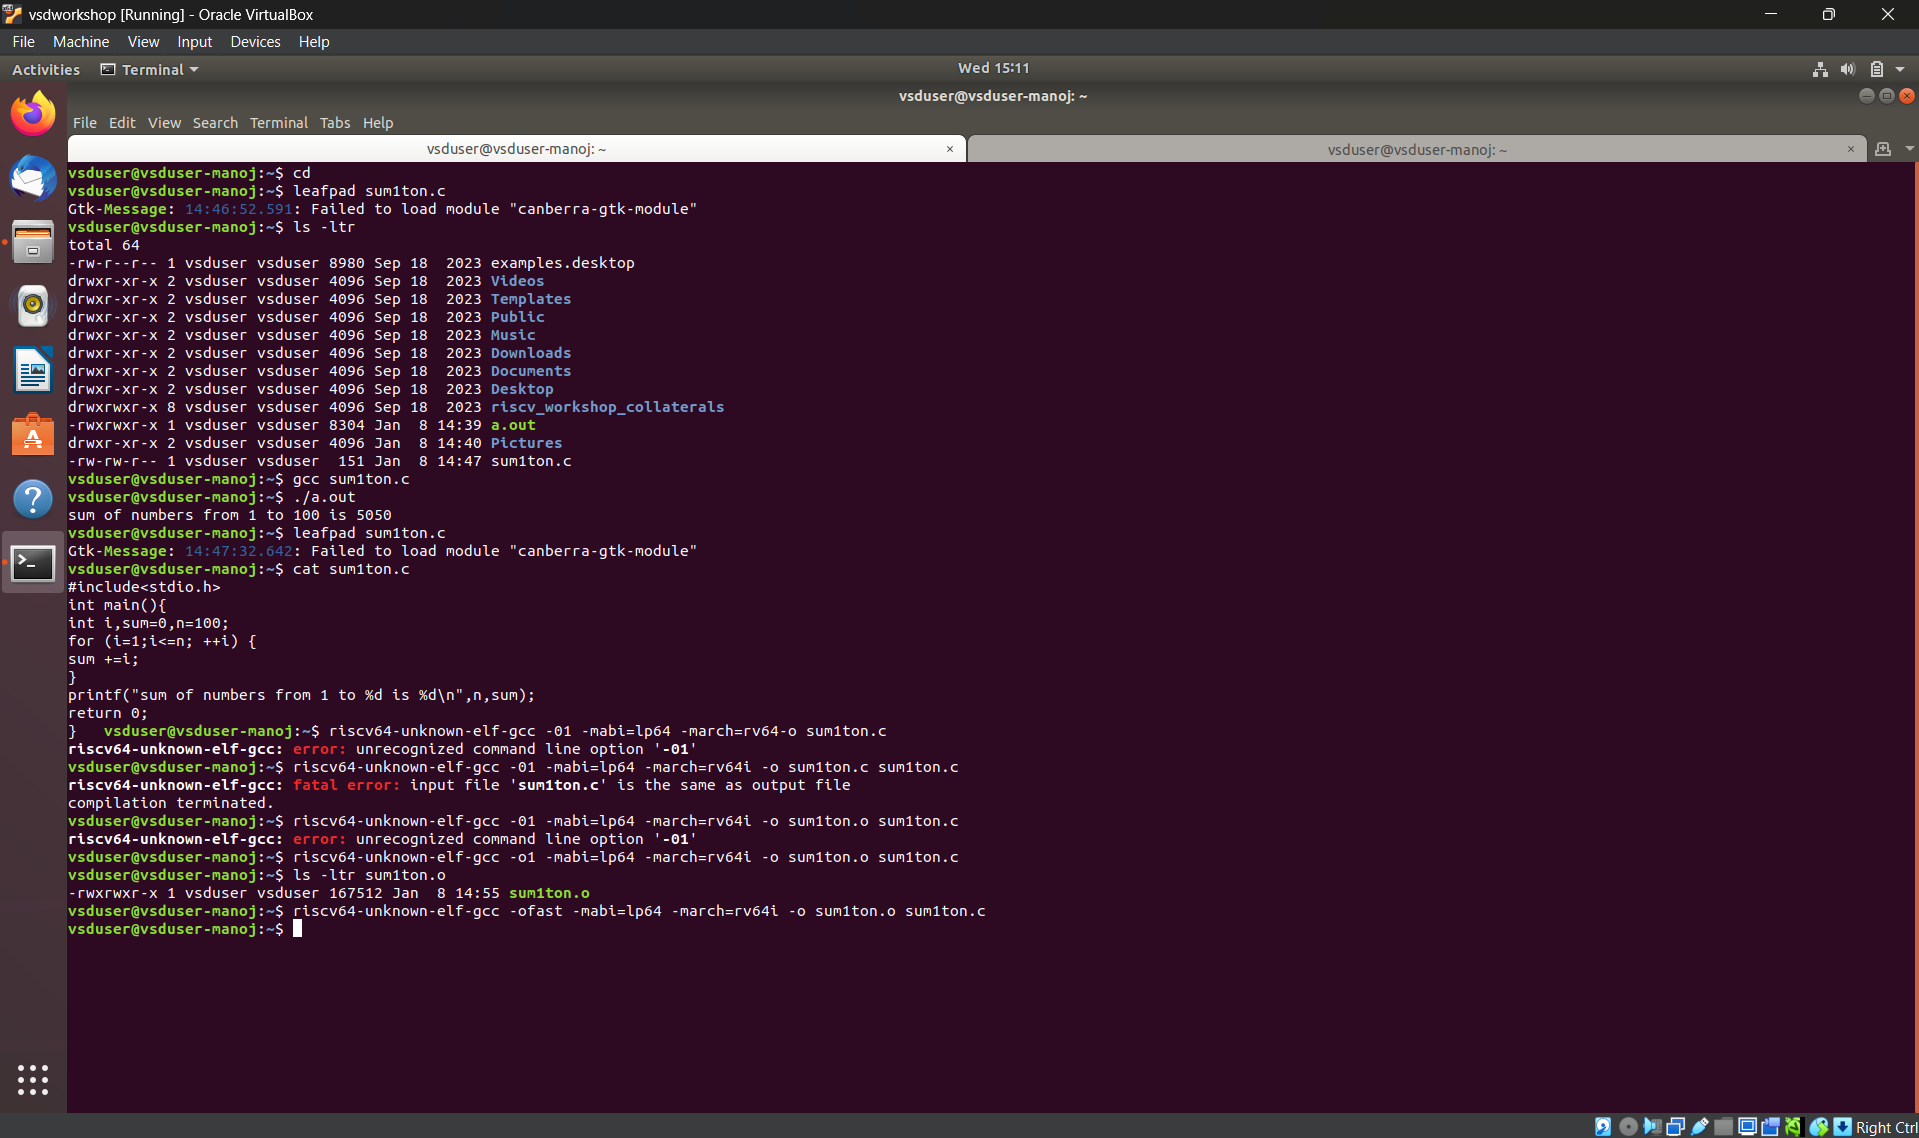 vsdworkshop [Running] - Oracle VirtualBox
File Machine View Input Devices Help
Activities Terminal Wed 15:11
vsduser@vsduser-manoj: ~
File Edit View Search Terminal Tabs Help
vsduser@vsduser-manoj: ~ × vsduser@vsduser-manoj: ~ ×
vsduser@vsduser-manoj:~$ cd
vsduser@vsduser-manoj:~$ leafpad sum1ton.c
Gtk-Message: 14:46:52.591: Failed to load module "canberra-gtk-module"
vsduser@vsduser-manoj:~$ ls -ltr
total 64
-rw-r--r-- 1 vsduser vsduser 8980 Sep 18  2023 examples.desktop
drwxr-xr-x 2 vsduser vsduser 4096 Sep 18  2023 Videos
drwxr-xr-x 2 vsduser vsduser 4096 Sep 18  2023 Templates
drwxr-xr-x 2 vsduser vsduser 4096 Sep 18  2023 Public
drwxr-xr-x 2 vsduser vsduser 4096 Sep 18  2023 Music
drwxr-xr-x 2 vsduser vsduser 4096 Sep 18  2023 Downloads
drwxr-xr-x 2 vsduser vsduser 4096 Sep 18  2023 Documents
drwxr-xr-x 2 vsduser vsduser 4096 Sep 18  2023 Desktop
drwxrwxr-x 8 vsduser vsduser 4096 Sep 18  2023 riscv_workshop_collaterals
-rwxrwxr-x 1 vsduser vsduser 8304 Jan  8 14:39 a.out
drwxr-xr-x 2 vsduser vsduser 4096 Jan  8 14:40 Pictures
-rw-rw-r-- 1 vsduser vsduser  151 Jan  8 14:47 sum1ton.c
vsduser@vsduser-manoj:~$ gcc sum1ton.c
vsduser@vsduser-manoj:~$ ./a.out
sum of numbers from 1 to 100 is 5050
vsduser@vsduser-manoj:~$ leafpad sum1ton.c
Gtk-Message: 14:47:32.642: Failed to load module "canberra-gtk-module"
vsduser@vsduser-manoj:~$ cat sum1ton.c
#include<stdio.h>
int main(){
int i,sum=0,n=100;
for (i=1;i<=n; ++i) {
sum +=i;
}
printf("sum of numbers from 1 to %d is %d\n",n,sum);
return 0;
}   vsduser@vsduser-manoj:~$ riscv64-unknown-elf-gcc -01 -mabi=lp64 -march=rv64-o sum1ton.c
riscv64-unknown-elf-gcc: error: unrecognized command line option '-01'
vsduser@vsduser-manoj:~$ riscv64-unknown-elf-gcc -01 -mabi=lp64 -march=rv64i -o sum1ton.c sum1ton.c
riscv64-unknown-elf-gcc: fatal error: input file 'sum1ton.c' is the same as output file
compilation terminated.
vsduser@vsduser-manoj:~$ riscv64-unknown-elf-gcc -01 -mabi=lp64 -march=rv64i -o sum1ton.o sum1ton.c
riscv64-unknown-elf-gcc: error: unrecognized command line option '-01'
vsduser@vsduser-manoj:~$ riscv64-unknown-elf-gcc -o1 -mabi=lp64 -march=rv64i -o sum1ton.o sum1ton.c
vsduser@vsduser-manoj:~$ ls -ltr sum1ton.o
-rwxrwxr-x 1 vsduser vsduser 167512 Jan  8 14:55 sum1ton.o
vsduser@vsduser-manoj:~$ riscv64-unknown-elf-gcc -ofast -mabi=lp64 -march=rv64i -o sum1ton.o sum1ton.c
vsduser@vsduser-manoj:~$
Right Ctrl